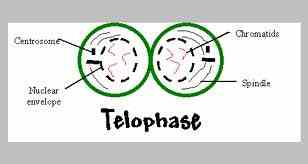 Centrosome
Chromatids
Nuclear
envelope
Spindle
Telophase